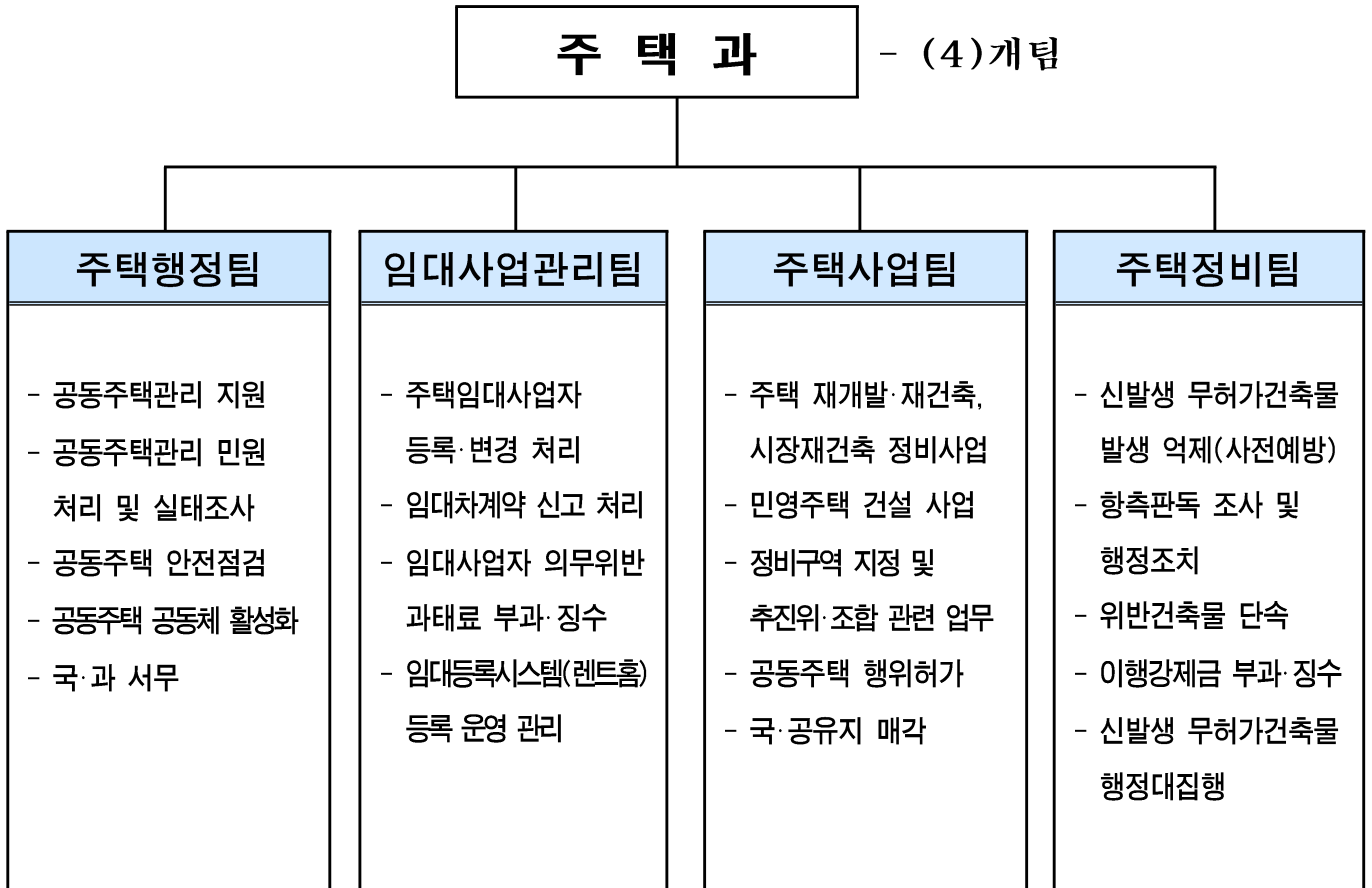 주 택 과 - (4)개팀
주택행정팀
- 공동주택관리 지원
- 공동주택관리 민원
처리 및 실태조사
- 공동주택 안전점검
- 공동주택 공동체 활성화
- 국·과 서무
임대사업관리팀
- 주택임대사업자
등록·변경 처리
- 임대차계약 신고 처리
- 임대사업자 의무위반
과태료 부과·징수
- 임대등록시스템(렌트홈)
등록 운영 관리
주택사업팀
- 주택 재개발·재건축,
시장재건축 정비사업
- 민영주택 건설 사업
- 정비구역 지정 및
추진위·조합 관련 업무
- 공동주택 행위허가
- 국·공유지 매각
주택정비팀
- 신발생 무허가건축물
발생 억제(사전예방)
- 항측판독 조사 및
행정조치
- 위반건축물 단속
- 이행강제금 부과·징수
- 신발생 무허가건축물
행정대집행